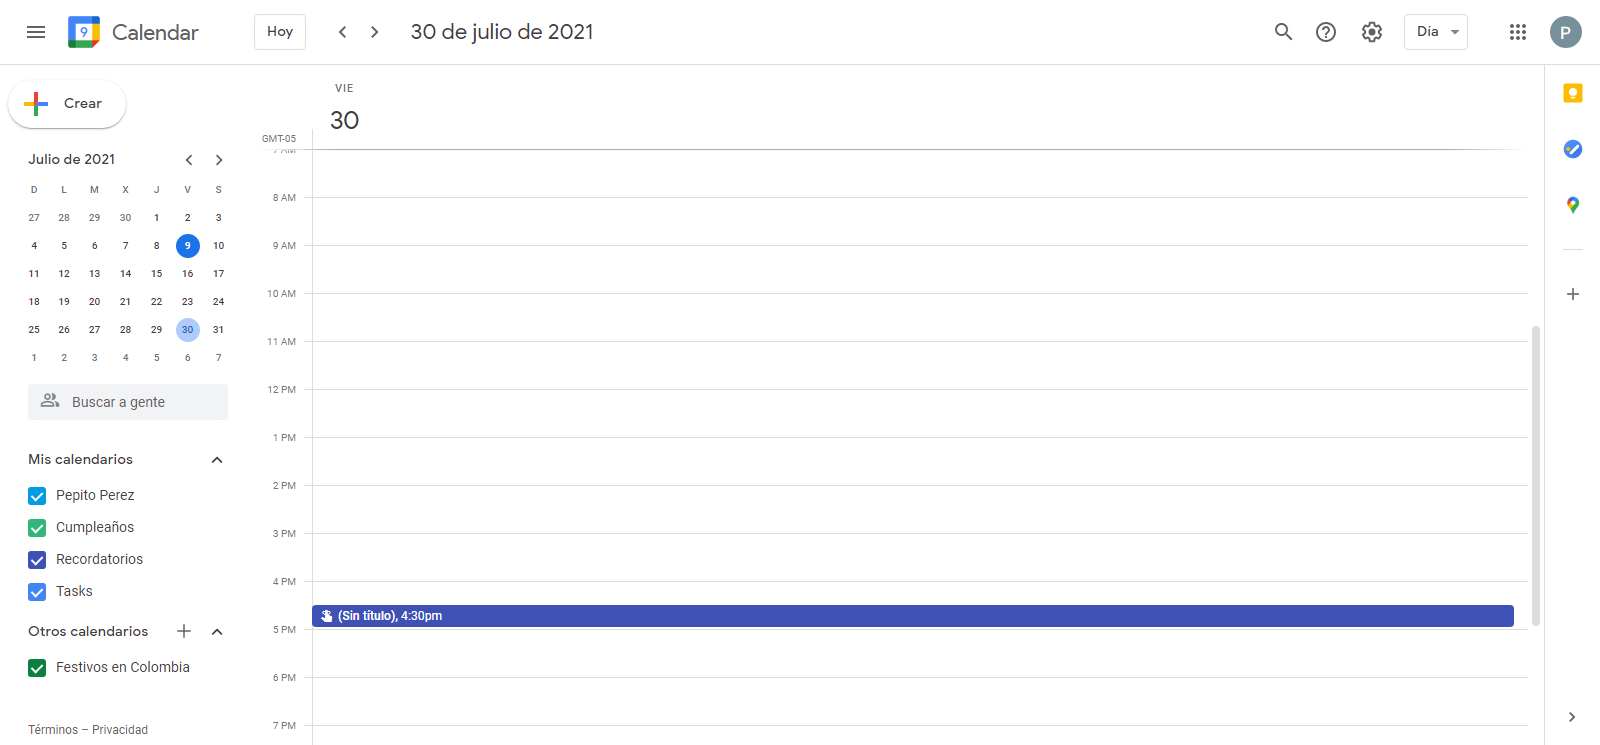 9 Calendar Hoy 30 de julio de 2021 Día P
Crear
Julio de 2021
D L M X J V S
27 28 29 30 1 2 3
4 5 6 7 8 9 10
11 12 13 14 15 16 17
18 19 20 21 22 23 24
25 26 27 28 29 30 31
1 2 3 4 5 6 7
Buscar a gente
Mis calendarios
Pepito Perez
Cumpleaños
Recordatorios
Tasks
Otros calendarios
Festivos en Colombia
Términos – Privacidad
VIE
30
GMT-05
7 AM
8 AM
9 AM
10 AM
11 AM
12 PM
1 PM
2 PM
3 PM
4 PM
(Sin título), 4:30pm
5 PM
6 PM
7 PM